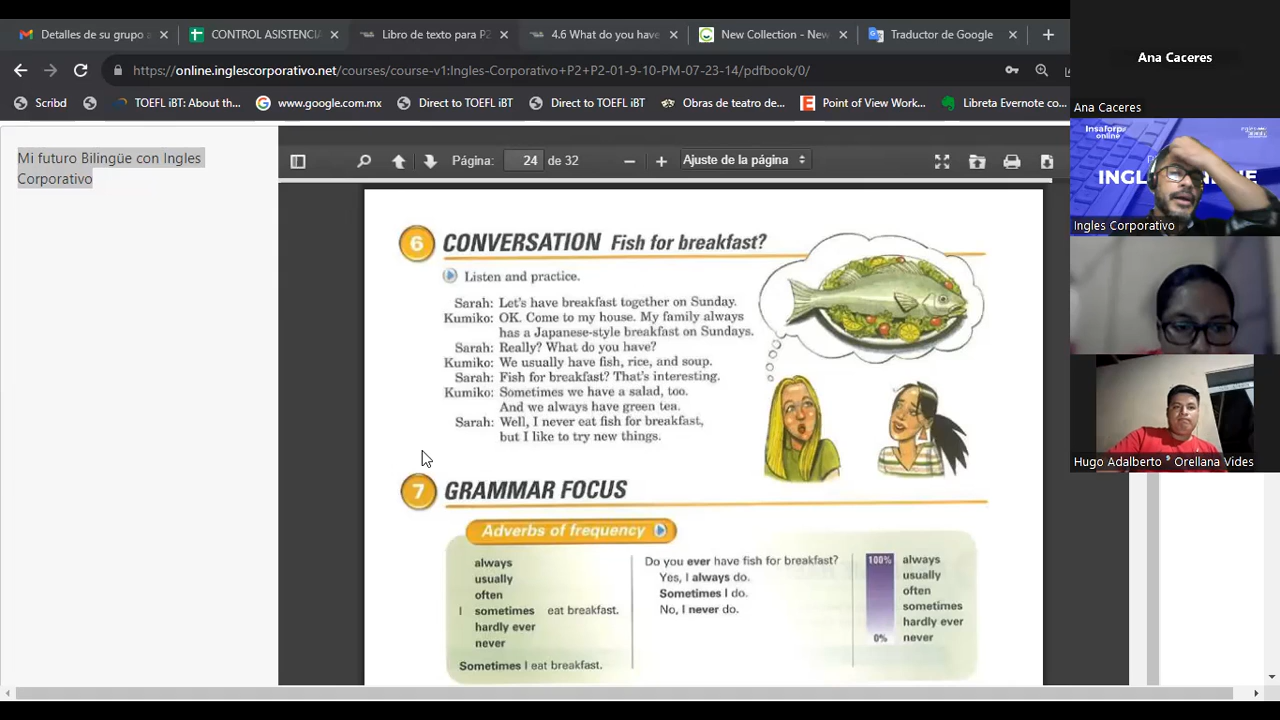 Detalles de su grupo a
CONTROL ASISTENCIA
Libro de texto para P2
4.6 What do you have
New Collection - New
Traductor de Google
https://online.inglescorporativo.net/courses/course-v1:Ingles-Corporativo+P2+P2-01-9-10-PM-07-23-14/pdfbook/0/
Scribd
TOEFL iBT: About th...
www.google.com.mx
Direct to TOEFL iBT
Direct to TOEFL iBT
Obras de teatro de...
Point of View Work...
Libreta Evernote co...
Mi futuro Bilingüe con Ingles
Corporativo
Página: 24 de 32
Ajuste de la página
6 CONVERSATION Fish for breakfast?
Listen and practice.
Sarah: Let's have breakfast together on Sunday.
Kumiko: OK. Come to my house. My family always
has a Japanese-style breakfast on Sundays.
Sarah: Really? What do you have?
Kumiko: We usually have fish, rice, and soup.
Sarah: Fish for breakfast? That's interesting.
Kumiko: Sometimes we have a salad, too.
And we always have green tea.
Sarah: Well, I never eat fish for breakfast,
but I like to try new things.
7 GRAMMAR FOCUS
Adverbs of frequency
always
usually
often
I sometimes eat breakfast.
hardly ever
never
Sometimes I eat breakfast.
Do you ever have fish for breakfast?
Yes, I always do.
Sometimes I do.
No, I never do.
100% always
usually
often
sometimes
hardly ever
0% never
Ana Caceres
Ana Caceres
Insaforp
online
Ingles Corporativo
Hugo Adalberto Orellana Vides